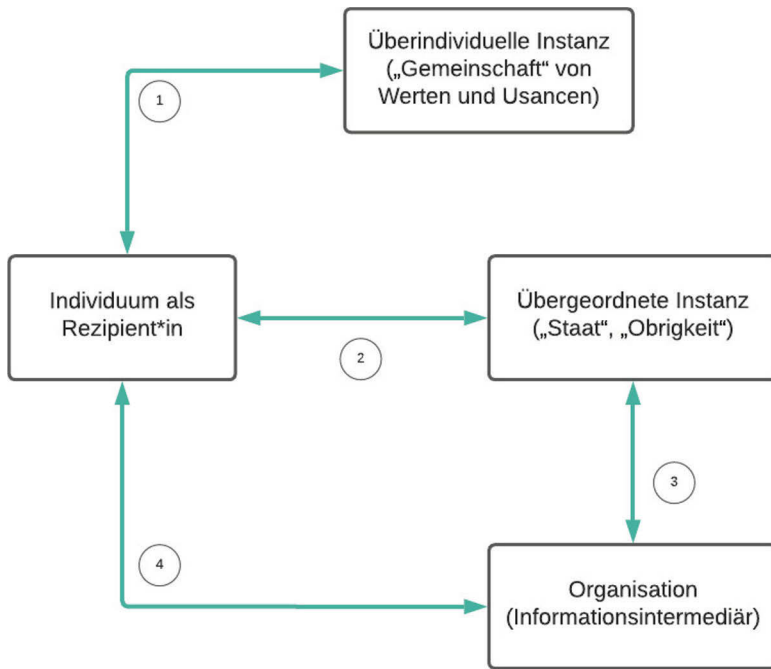 Überindividuelle Instanz
(„Gemeinschaft“ von
Werten und Usancen)
1
Individuum als
Rezipient*in
Übergeordnete Instanz
(„Staat“, „Obrigkeit“)
2
3
4
Organisation
(Informationsintermediär)